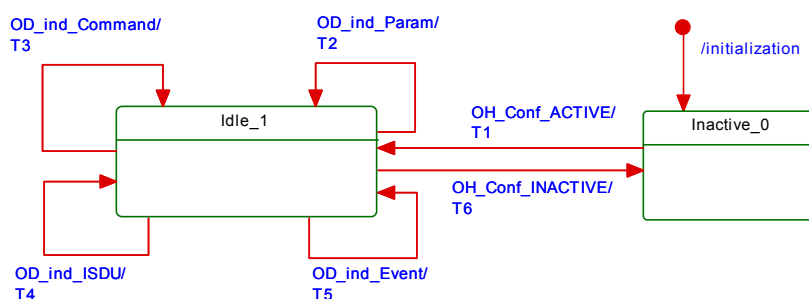 OD_ind_Command/
T3
OD_ind_Param/
T2
/initialization
Idle_1
OH_Conf_ACTIVE/
T1
Inactive_0
OH_Conf_INACTIVE/
T6
OD_ind_ISDU/
T4
OD_ind_Event/
T5